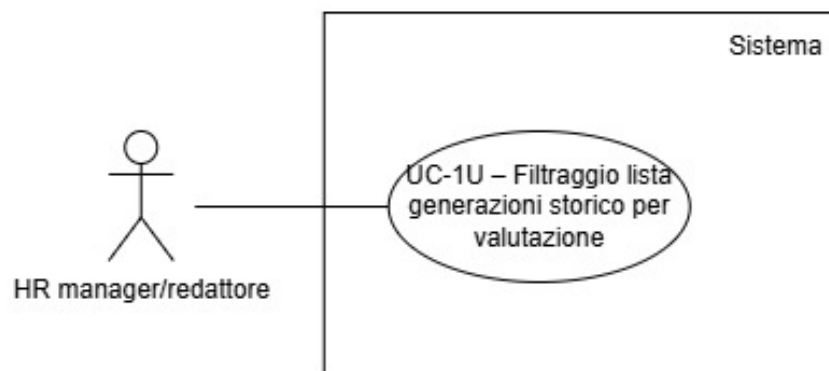 Sistema
UC-1U – Filtraggio lista
generazioni storico per
valutazione
HR manager/redattore